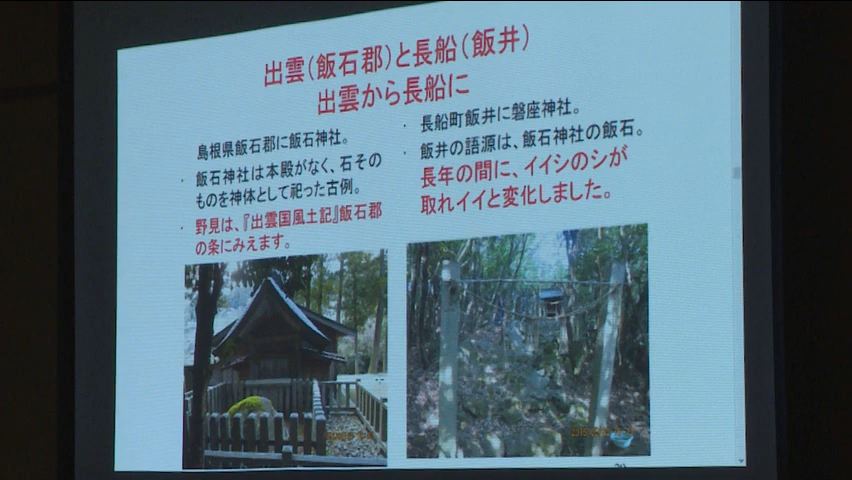 出雲(飯石郡)と長船(飯井)
出雲から長船に
島根県飯石郡に飯石神社。
・ 飯石神社は本殿がなく、石その
ものを神体として祀った古例。
・ 野見は、『出雲国風土記』飯石郡
の条にみえます。
・ 長船町飯井に磐座神社。
・ 飯井の語源は、飯石神社の飯石。
長年の間に、イイシのシが
取れイイと変化しました。